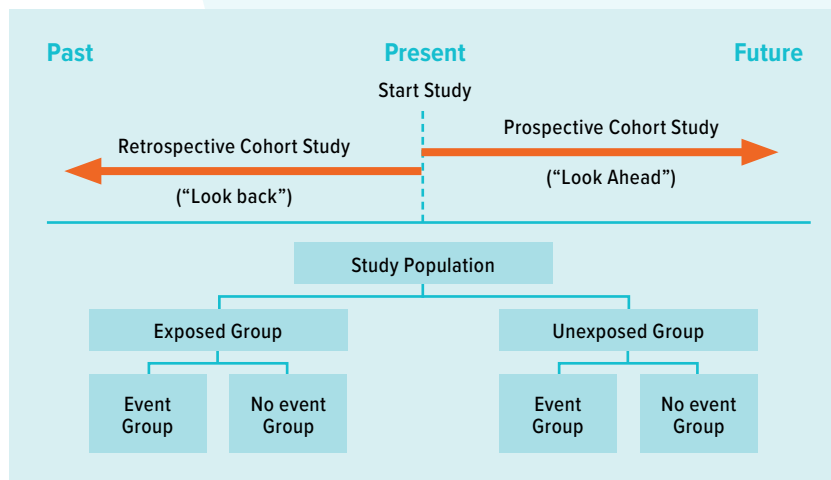 Past
Present
Future
Start Study
Retrospective Cohort Study
Prospective Cohort Study
(“Look back”)
(“Look Ahead”)
Study Population
Exposed Group
Unexposed Group
Event
Group
No event
Group
Event
Group
No event
Group